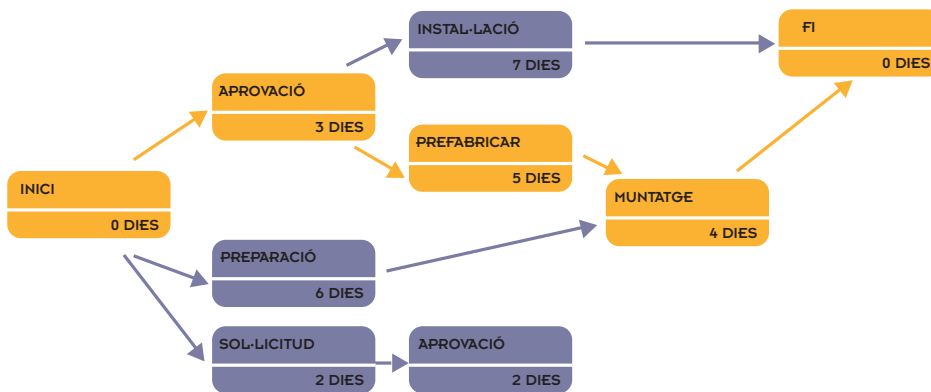 INSTAL·LACIÓ
7 DIES
FI
0 DIES
APROVACIÓ
3 DIES
PREFABRICAR
5 DIES
INICI
0 DIES
MUNTATGE
4 DIES
PREPARACIÓ
6 DIES
SOL·LICITUD
2 DIES
APROVACIÓ
2 DIES